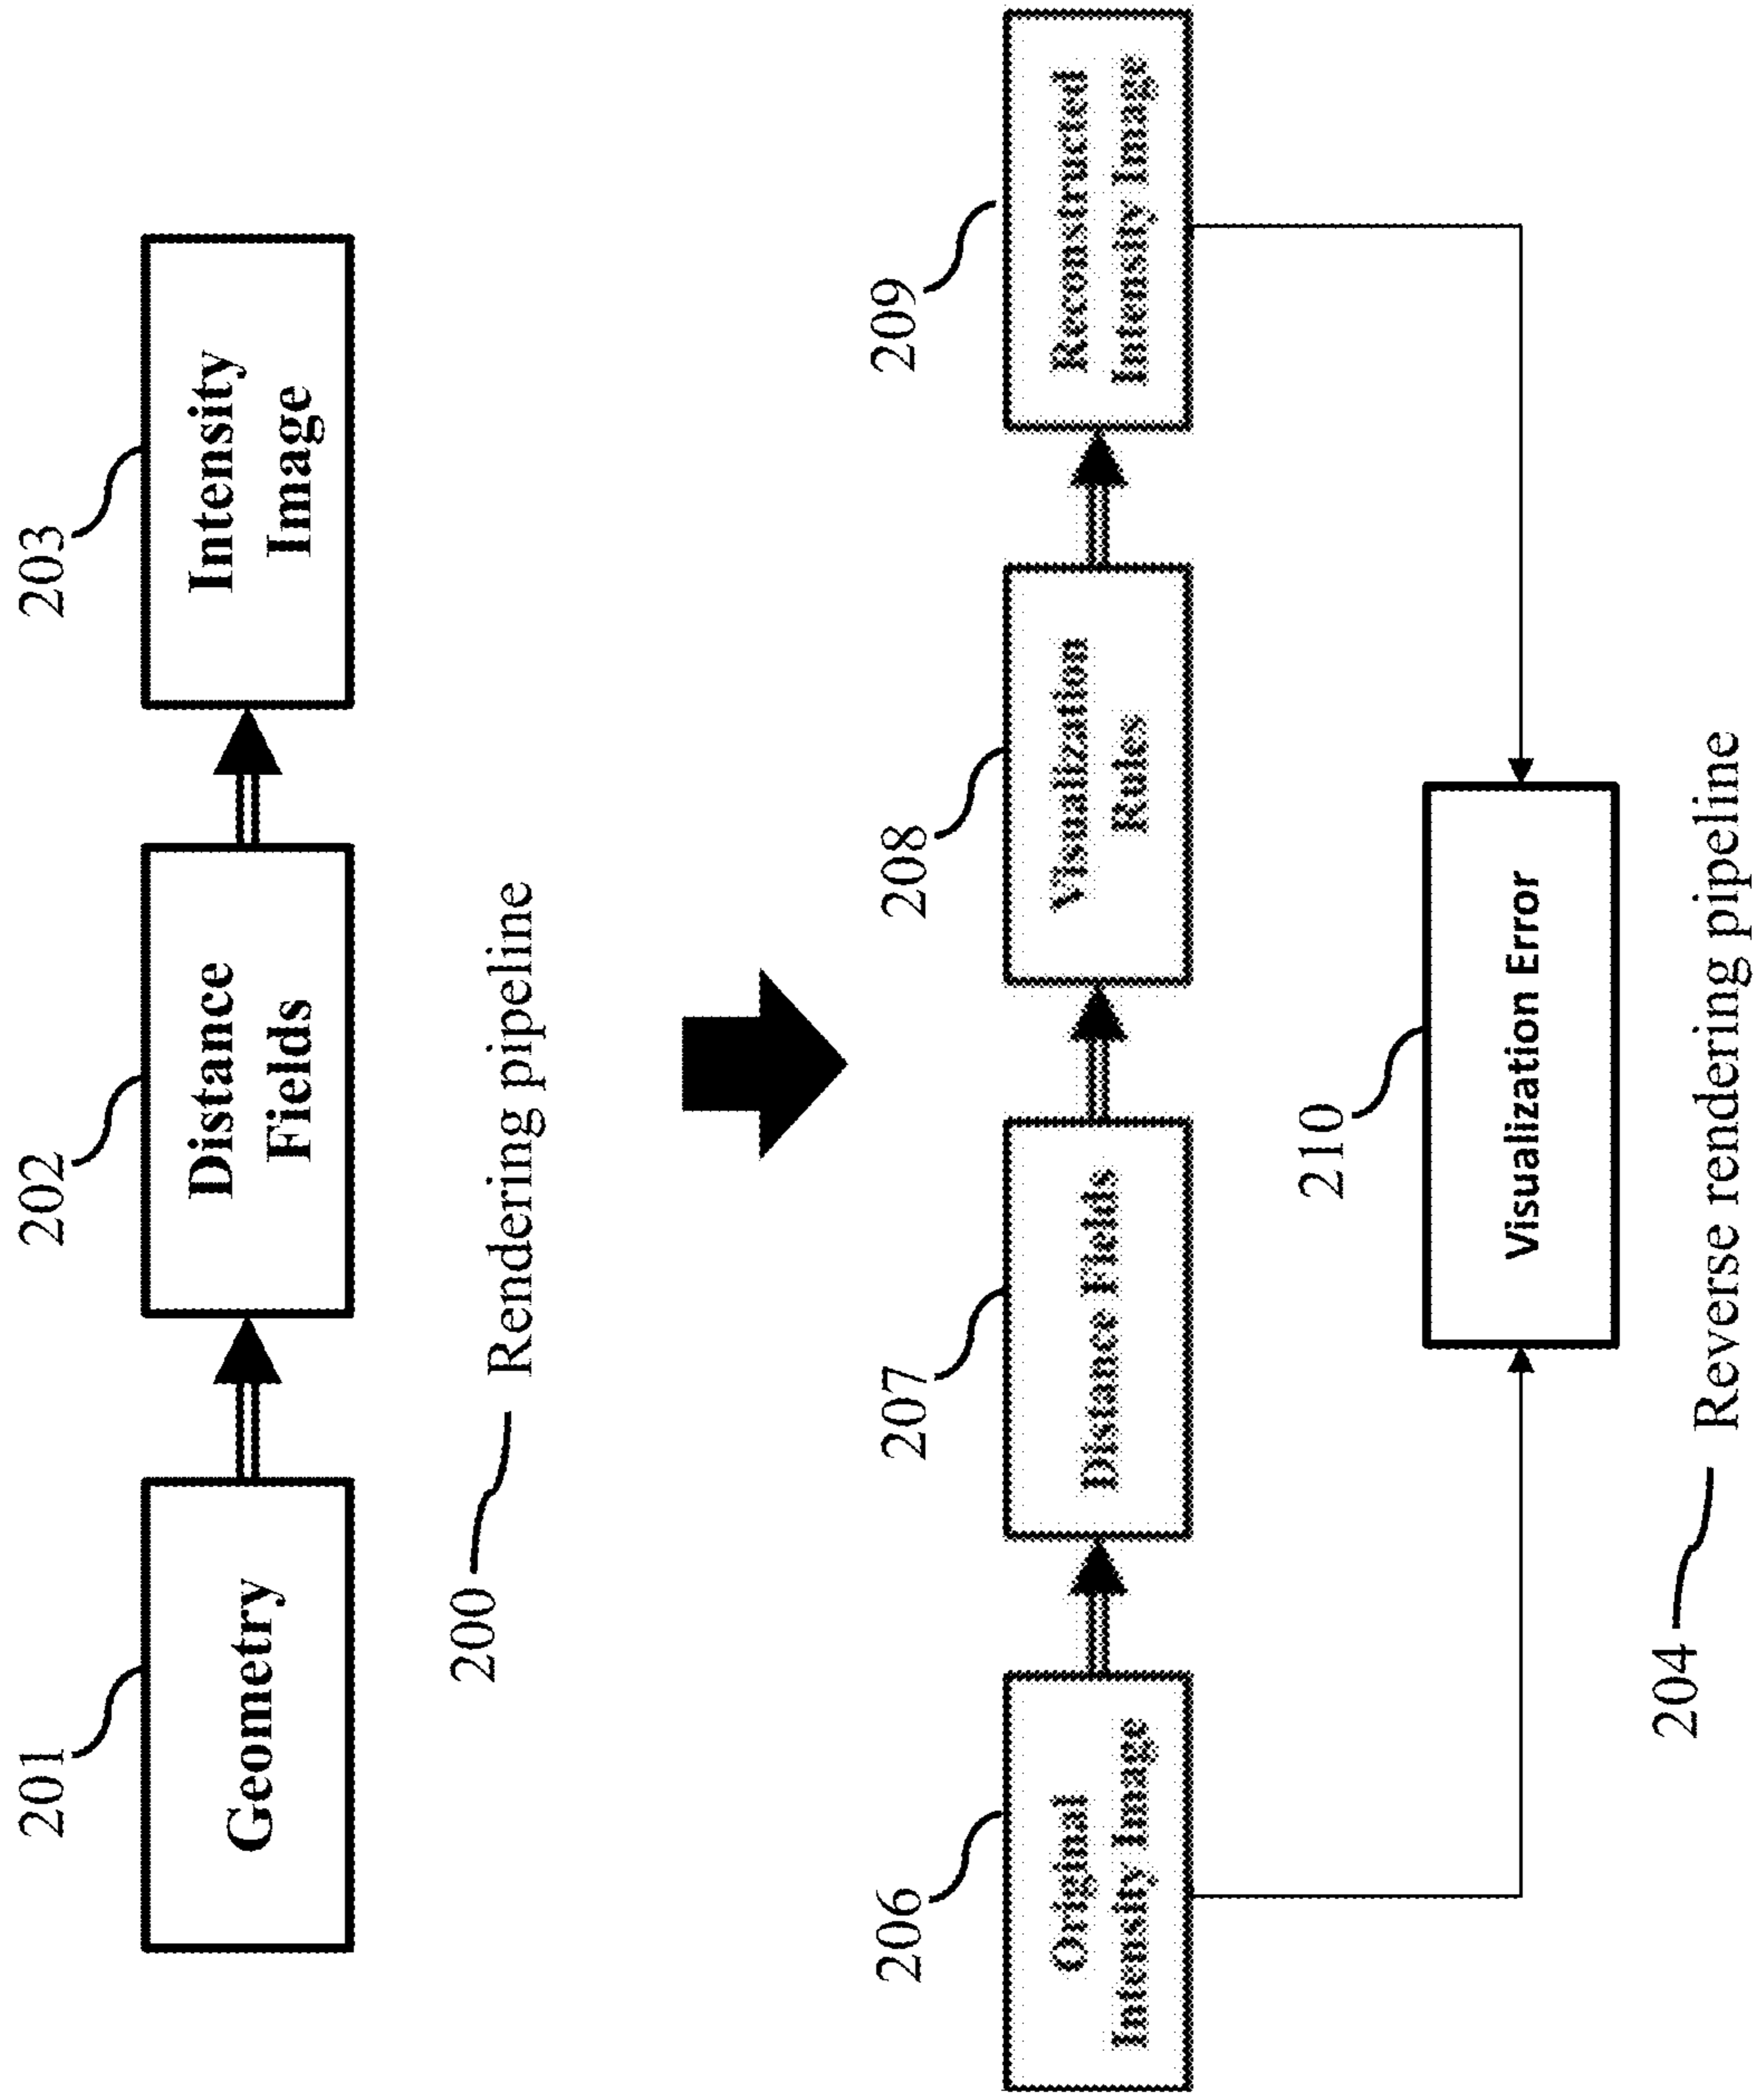 201
202
203
Geometry
Distance
Fields
Intensity
Image
200
Rendering pipeline
206
207
208
209
Original
Intensity Image
Distance Fields
Visualization
Rules
Reconstructed
Intensity Image
210
Visualization Error
204
Reverse rendering pipeline